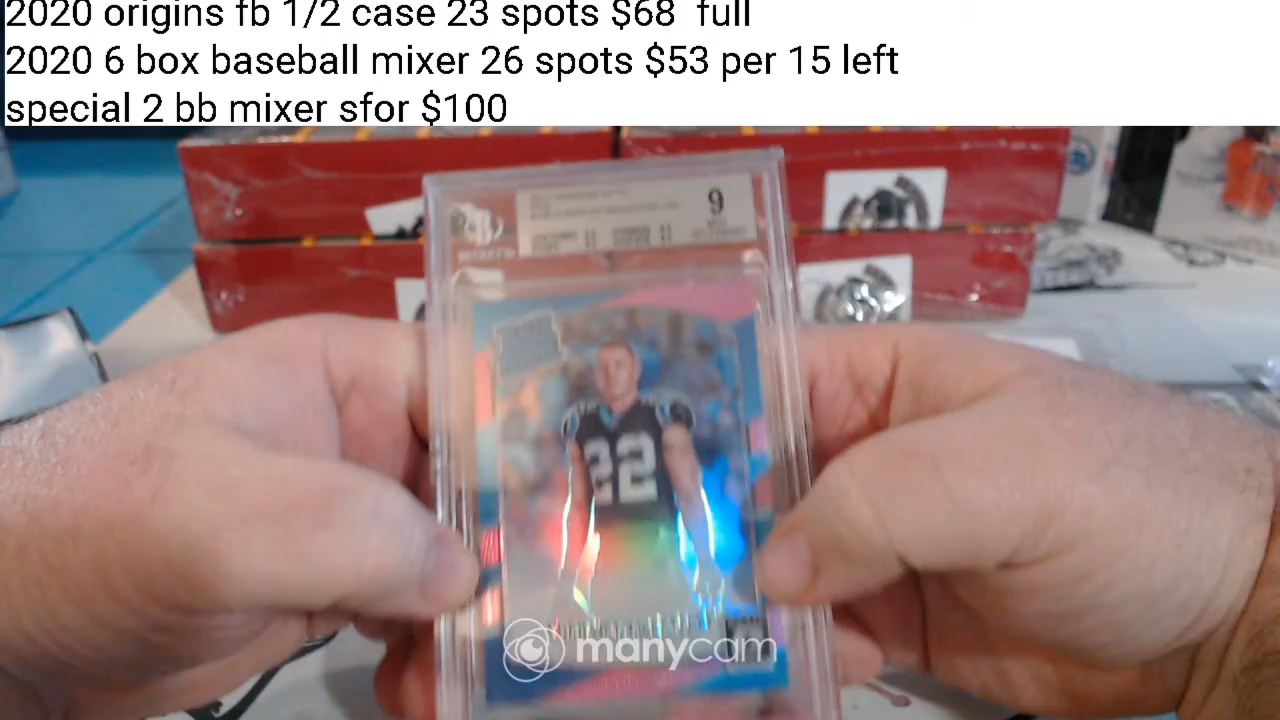 2020 origins fb 1/2 case 23 spots $68 full
2020 6 box baseball mixer 26 spots $53 per 15 left
special 2 bb mixer sfor $100
9
22
manycam